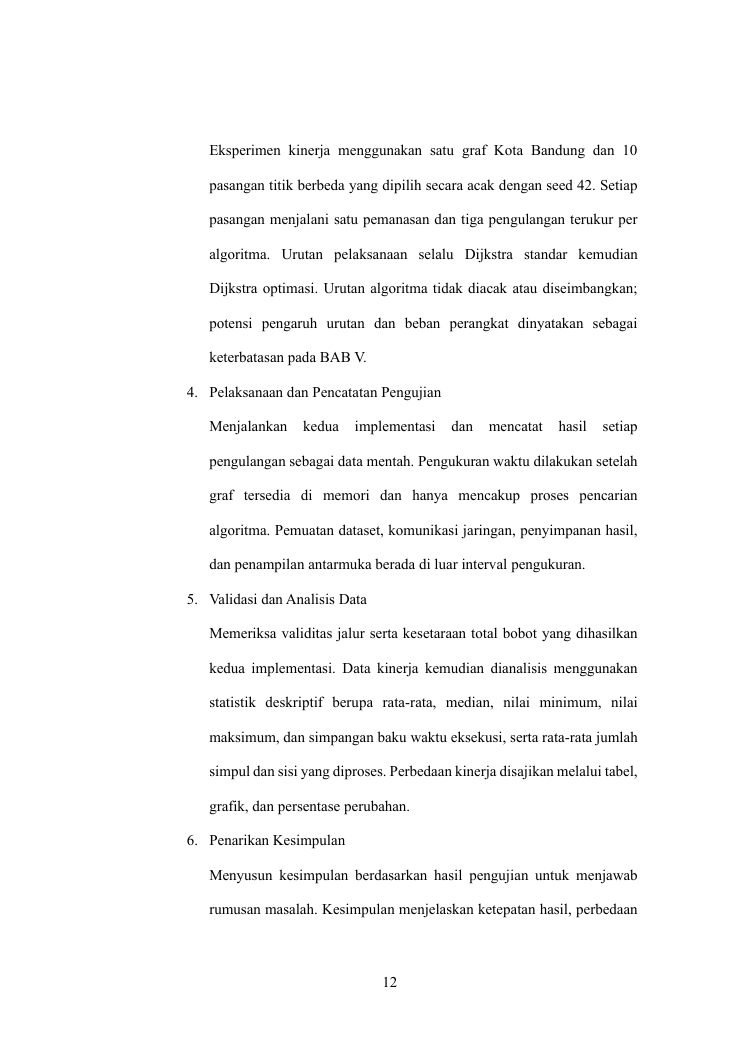 Eksperimen kinerja menggunakan satu graf Kota Bandung dan 10
pasangan titik berbeda yang dipilih secara acak dengan seed 42. Setiap
pasangan menjalani satu pemanasan dan tiga pengulangan terukur per
algoritma. Urutan pelaksanaan selalu Dijkstra standar kemudian
Dijkstra optimasi. Urutan algoritma tidak diacak atau diseimbangkan;
potensi pengaruh urutan dan beban perangkat dinyatakan sebagai
keterbatasan pada BAB V.
4. Pelaksanaan dan Pencatatan Pengujian
Menjalankan kedua implementasi dan mencatat hasil setiap
pengulangan sebagai data mentah. Pengukuran waktu dilakukan setelah
graf tersedia di memori dan hanya mencakup proses pencarian
algoritma. Pemuatan dataset, komunikasi jaringan, penyimpanan hasil,
dan penampilan antarmuka berada di luar interval pengukuran.
5. Validasi dan Analisis Data
Memeriksa validitas jalur serta kesetaraan total bobot yang dihasilkan
kedua implementasi. Data kinerja kemudian dianalisis menggunakan
statistik deskriptif berupa rata-rata, median, nilai minimum, nilai
maksimum, dan simpangan baku waktu eksekusi, serta rata-rata jumlah
simpul dan sisi yang diproses. Perbedaan kinerja disajikan melalui tabel,
grafik, dan persentase perubahan.
6. Penarikan Kesimpulan
Menyusun kesimpulan berdasarkan hasil pengujian untuk menjawab
rumusan masalah. Kesimpulan menjelaskan ketepatan hasil, perbedaan
12